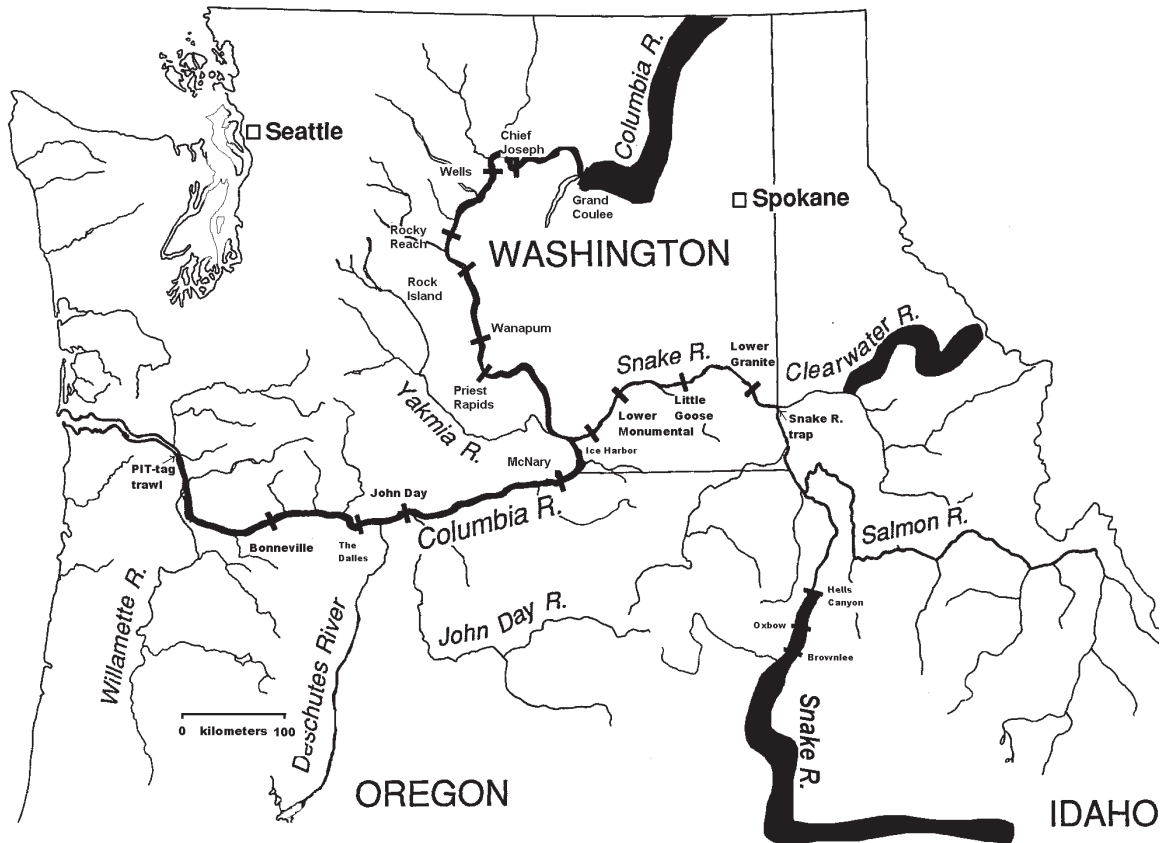 Columbia R.
Seattle
Chief
Joseph
Wells
Grand
Coulee
Spokane
Rocky
Reach
WASHINGTON
Rock
Island
Wanapum
Priest
Rapids
Yakmia R.
Snake R.
Lower
Granite
Clearwater R.
Little
Goose
Lower
Monumental
Snake R.
trap
Ice Harbor
McNary
PIT-tag
trawl
John Day
Columbia R.
Bonneville
The
Dalles
Salmon R.
Willamette R.
Deschutes River
John Day R.
Hells
Canyon
Oxbow
Brownlee
Snake R.
0 kilometers 100
OREGON
IDAHO